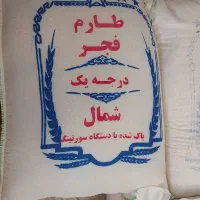 طارم
فجر
درجه یک
شمال
پاک شده با دستگاه سورتینگ